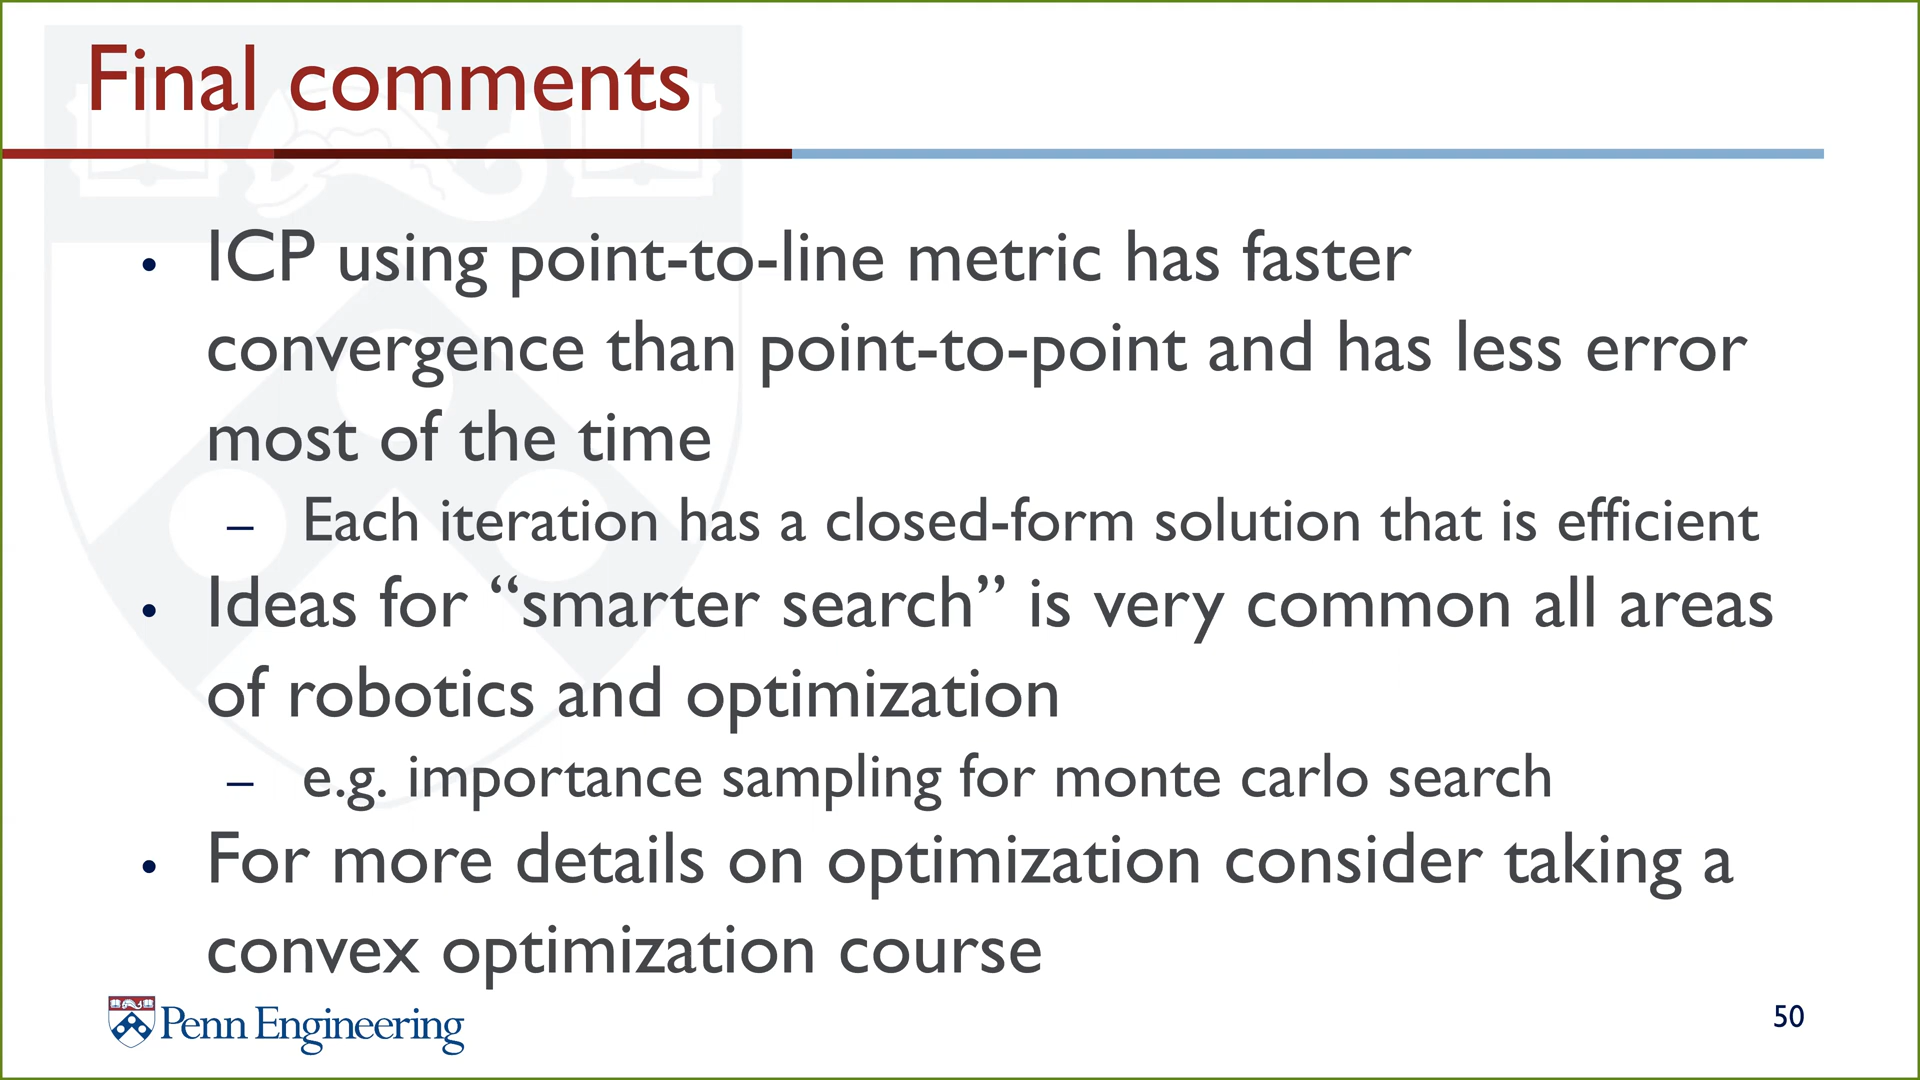 Final comments
• ICP using point-to-line metric has faster
convergence than point-to-point and has less error
most of the time
– Each iteration has a closed-form solution that is efficient
• Ideas for “smarter search” is very common all areas
of robotics and optimization
– e.g. importance sampling for monte carlo search
• For more details on optimization consider taking a
convex optimization course
Penn Engineering
50